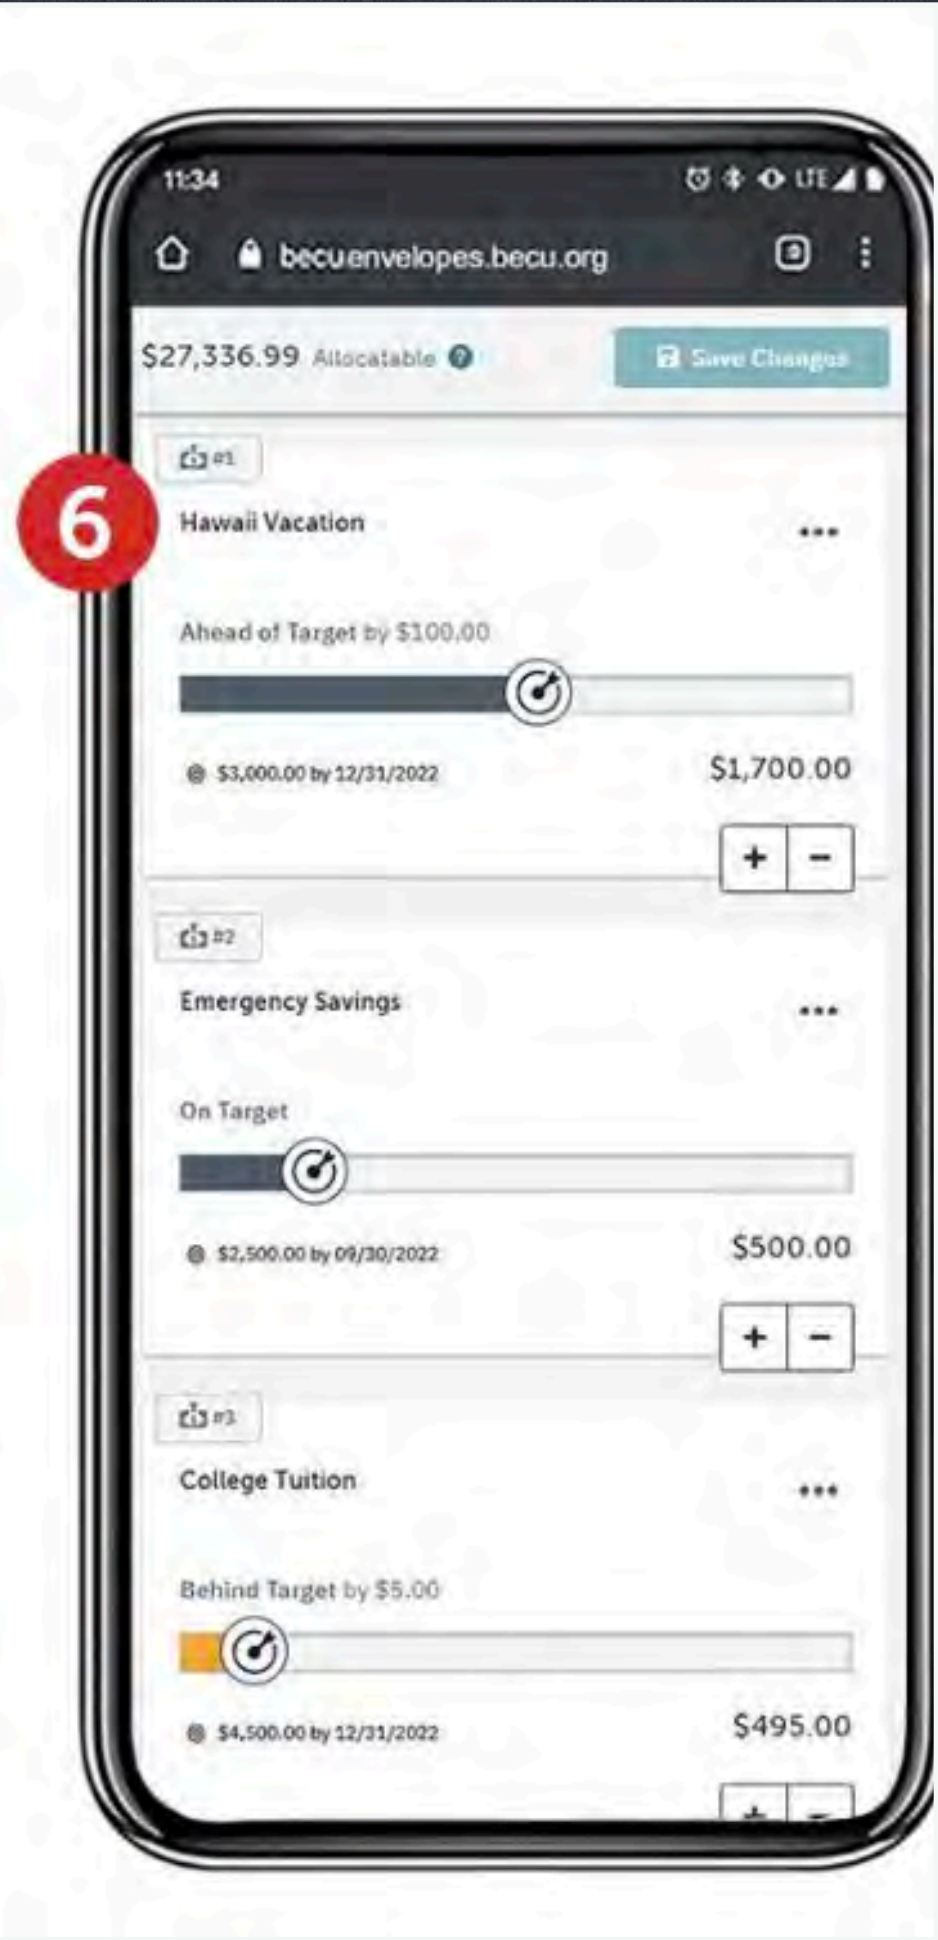 11:34
LTE
becuenvelopes.becu.org
$27,336.99 Allocatable ?
Save Changes
#1
6
Hawaii Vacation
Ahead of Target by $100.00
$3,000.00 by 12/31/2022
$1,700.00
+ −
#2
Emergency Savings
On Target
$2,500.00 by 09/30/2022
$500.00
+ −
#3
College Tuition
Behind Target by $5.00
$4,500.00 by 12/31/2022
$495.00
+ −